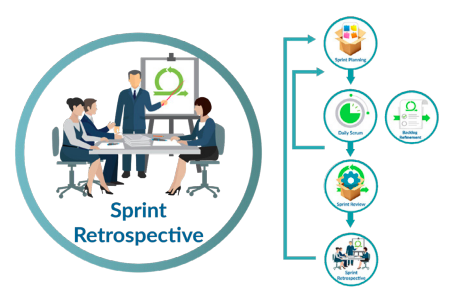 Sprint
Retrospective
Sprint Planning
Daily Scrum
Backlog
Refinement
Sprint Review
Sprint
Retrospective